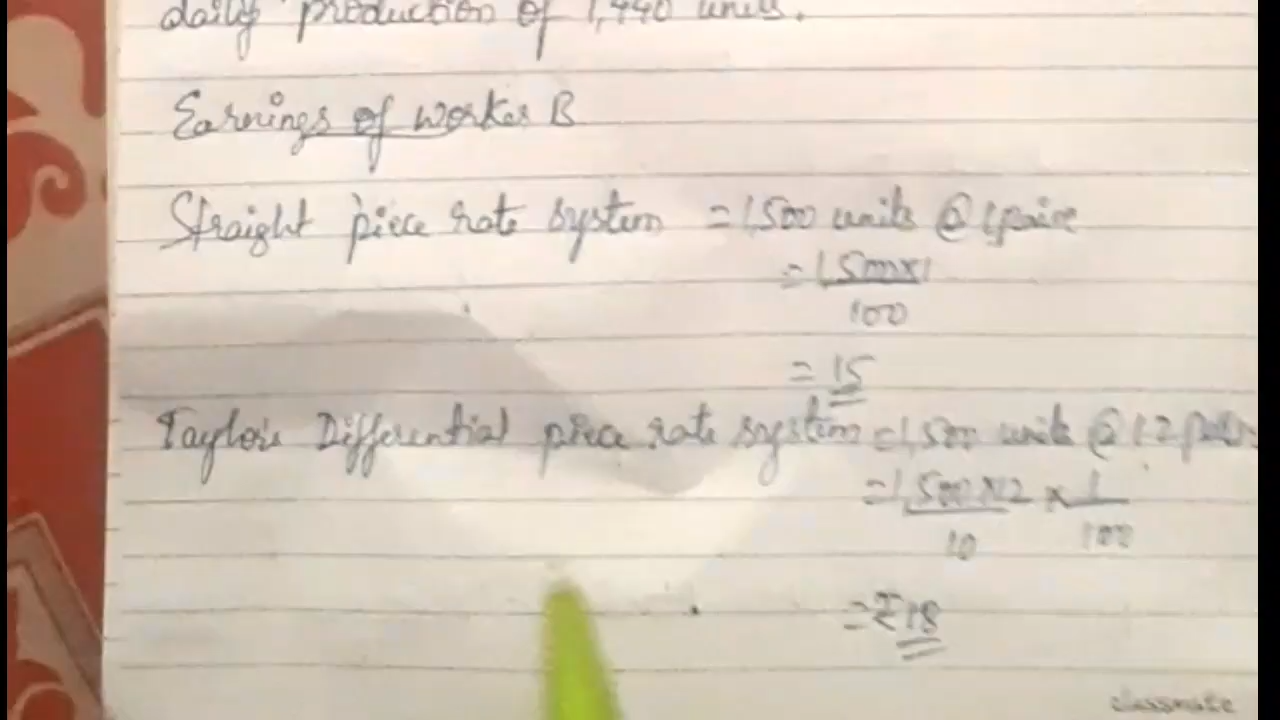 daily production of 1,440 units.
Earnings of worker B
Straight piece rate system = 1,500 units @ 1 paise
= 1,500 x 1
100
= 15
Taylor's Differential piece rate system = 1,500 units @ 1.2
= 1,500 x 12 x 1
10 100
= ₹18
classmate